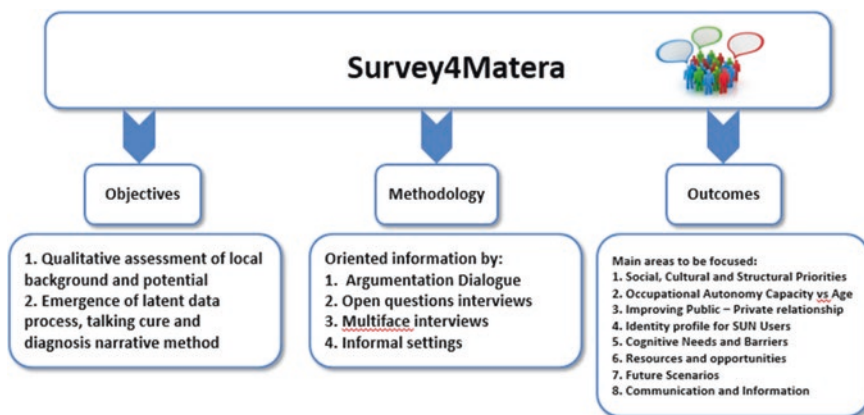 Survey4Matera
Objectives
Methodology
Outcomes
1. Qualitative assessment of local
background and potential
2. Emergence of latent data
process, talking cure and
diagnosis narrative method
Oriented information by:
1. Argumentation Dialogue
2. Open questions interviews
3. Multiface interviews
4. Informal settings
Main areas to be focused:
1. Social, Cultural and Structural Priorities
2. Occupational Autonomy Capacity vs Age
3. Improving Public – Private relationship
4. Identity profile for SUN Users
5. Cognitive Needs and Barriers
6. Resources and opportunities
7. Future Scenarios
8. Communication and Information